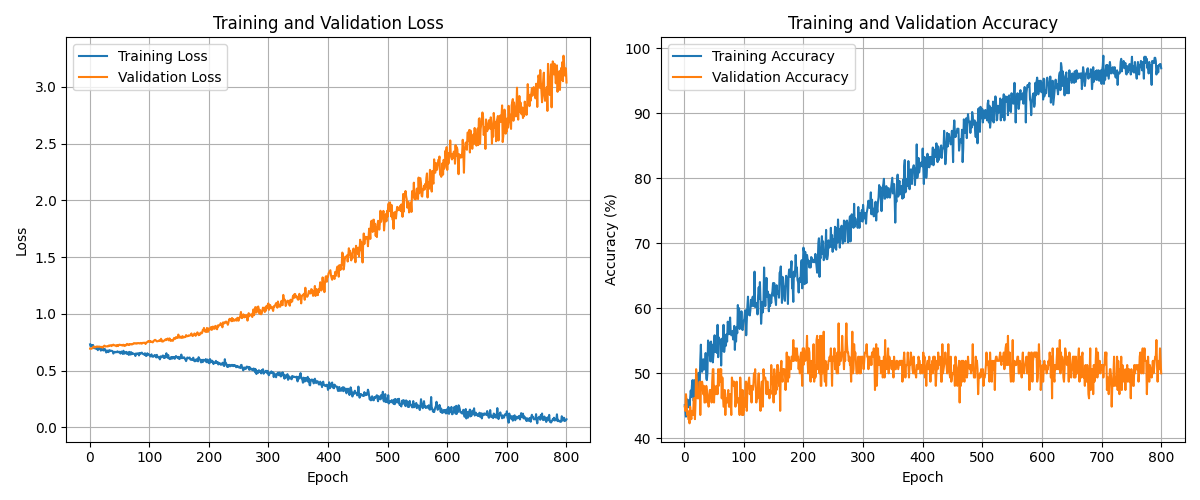 Training and Validation Loss
Training Loss
Validation Loss
3.0
2.5
2.0
1.5
1.0
0.5
0.0
Loss
0 100 200 300 400 500 600 700 800
Epoch
Training and Validation Accuracy
Training Accuracy
Validation Accuracy
100
90
80
70
60
50
40
Accuracy (%)
0 100 200 300 400 500 600 700 800
Epoch